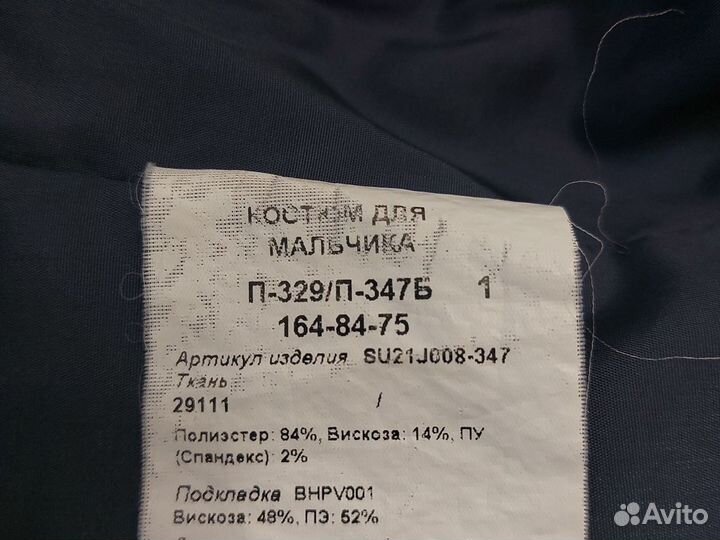 КОСТЮМ ДЛЯ
МАЛЬЧИКА
П-329/П-347Б 1
164-84-75
Артикул изделия SU21J008-347
Ткань
29111 /
Полиэстер: 84%, Вискоза: 14%, ПУ
(Спандекс): 2%
Подкладка BHPV001
Вискоза: 48%, ПЭ: 52%
Avito